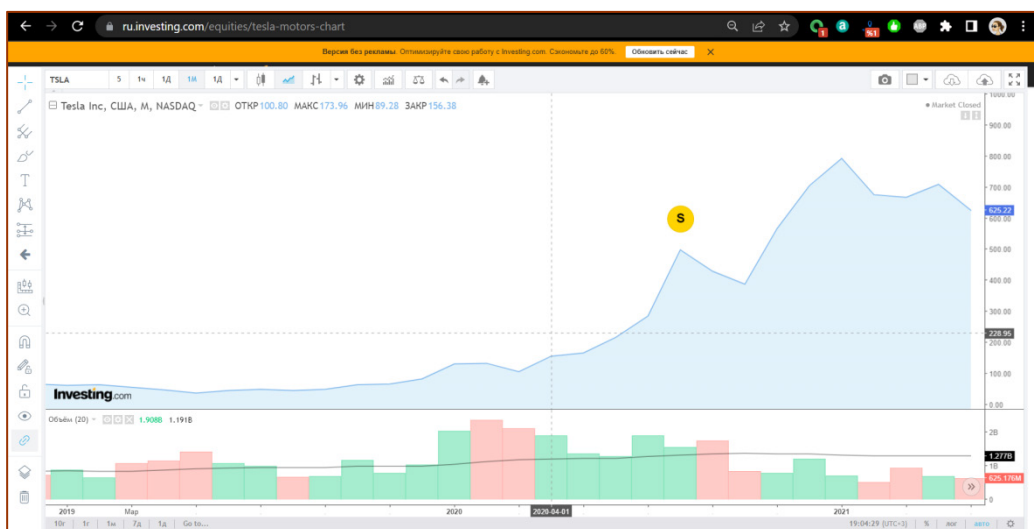 ru.investing.com/equities/tesla-motors-chart
1
%1
ABP
Версия без рекламы. Оптимизируйте свою работу с Investing.com. Сэкономьте до 60%. Обновить сейчас
TSLA 5 1ч 1Д 1М 1Д
Tesla Inc, США, М, NASDAQ ОТКР 100.80 МАКС 173.96 МИН 89.28 ЗАКР 156.38
Market Closed
1000.00
900.00
800.00
700.00
625.22
S
500.00
400.00
300.00
228.95
200.00
100.00
0.00
Investing.com
Объём (20) 1.908B 1.191B
2B
1.277B
1B
625.176M
0
2019 Мар 2020 2020-04-01 2021
10г 1г 1м 7д 1д Go to... 19:04:29 (UTC+3) % лог авто